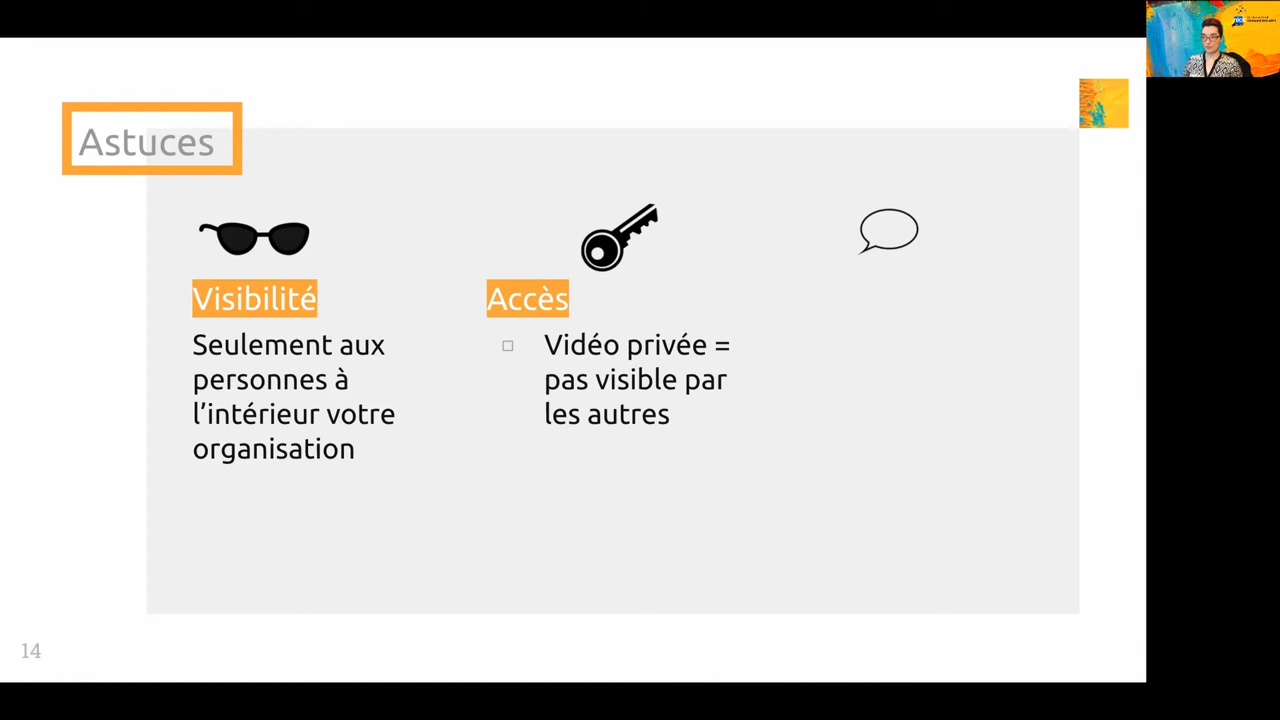 Astuces
Visibilité
Seulement aux
personnes à
l’intérieur votre
organisation
Accès
Vidéo privée =
pas visible par
les autres
14